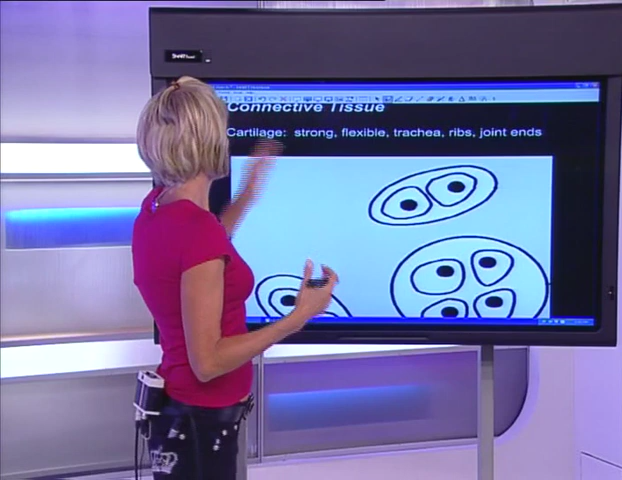 Connective Tissue
Cartilage: strong, flexible, trachea, ribs, joint ends